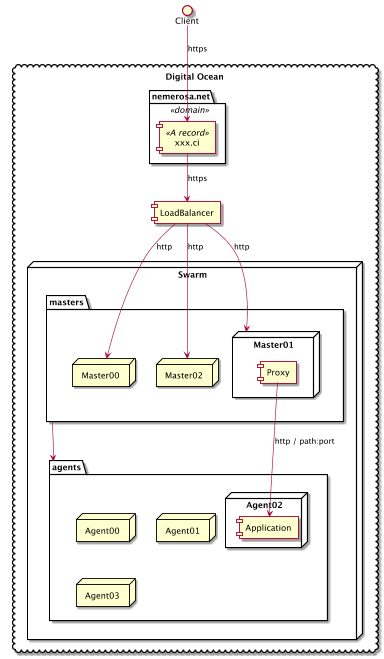 Client
https
Digital Ocean
nemerosa.net
«domain»
«A record»
xxx.ci
https
LoadBalancer
http
http
http
Swarm
masters
Master01
Master00
Master02
Proxy
http / path:port
agents
Agent02
Agent00
Agent01
Application
Agent03